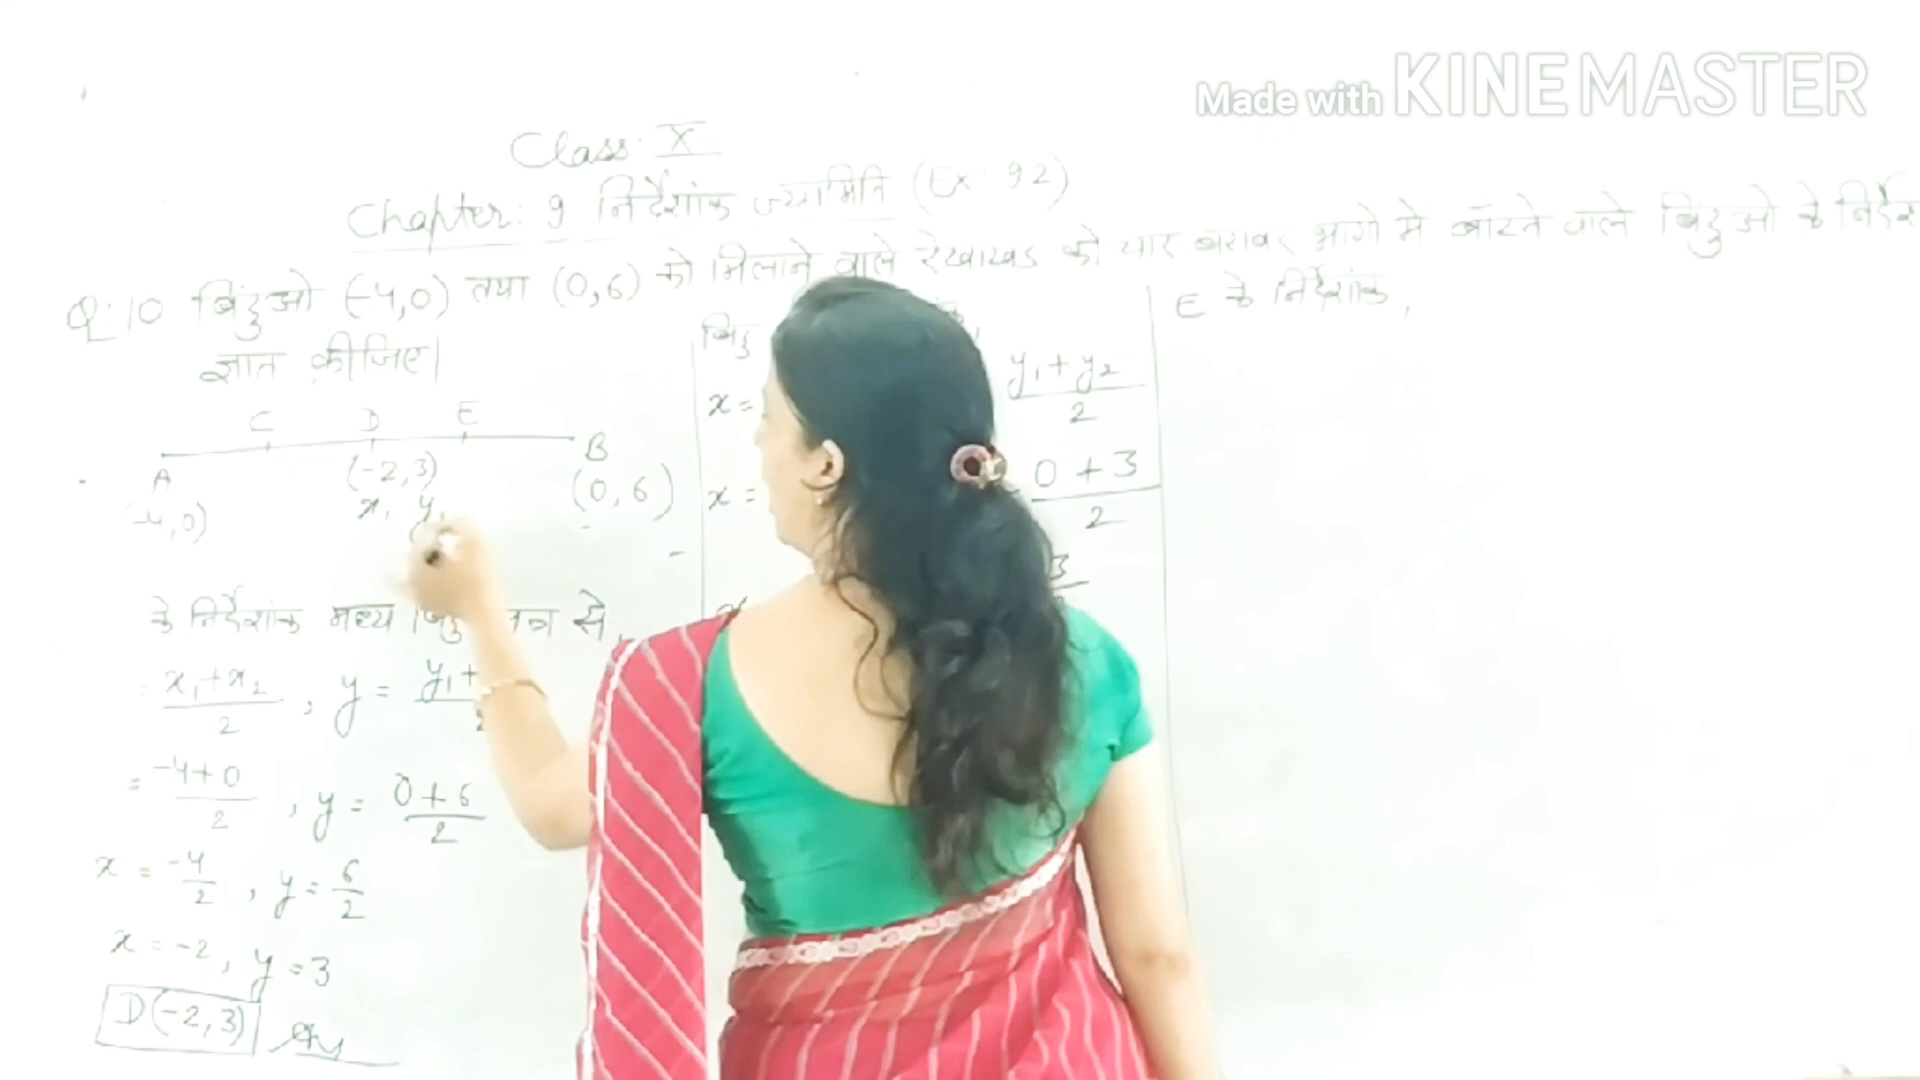 Made with KINEMASTER
Class: X
Chapter: 9 निर्देशांक ज्यामिति (Ex: 9.2)
Q:10 बिंदुओ (-4,0) तथा (0,6) को मिलाने वाले रेखाखंड को चार बराबर भागो मे बाँटने वाले बिंदुओ के
ज्ञात कीजिए।
C D E
A B
(-2,3)
(-4,0) (0,6)
x, y,
के निर्देशांक मध्य से,
x₁+x₂/2 , y = y₁+
= -4+0/2 , y = 0+6/2
x = -4/2 , y = 6/2
x = -2 , y = 3
D(-2,3) Ans
x = y₁ + y₂/2
x = 0 + 3/2
3
E के निर्देशांक,